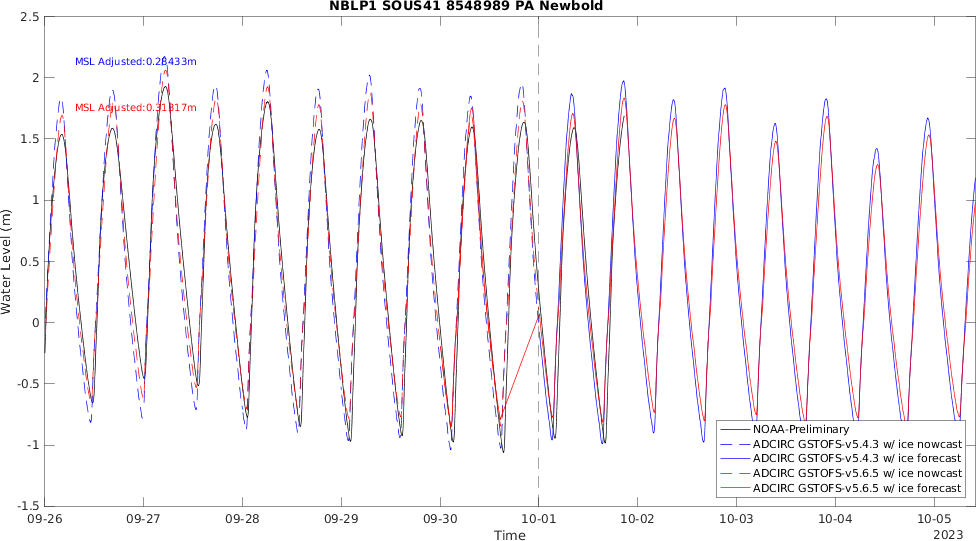 NBLP1 SOUS41 8548989 PA Newbold
2.5
2
1.5
1
0.5
0
-0.5
-1
-1.5
Water Level (m)
MSL Adjusted:0.28433m
MSL Adjusted:0.31817m
NOAA-Preliminary
ADCIRC GSTOFS-v5.4.3 w/ ice nowcast
ADCIRC GSTOFS-v5.4.3 w/ ice forecast
ADCIRC GSTOFS-v5.6.5 w/ ice nowcast
ADCIRC GSTOFS-v5.6.5 w/ ice forecast
09-26 09-27 09-28 09-29 09-30 10-01 10-02 10-03 10-04 10-05
Time
2023